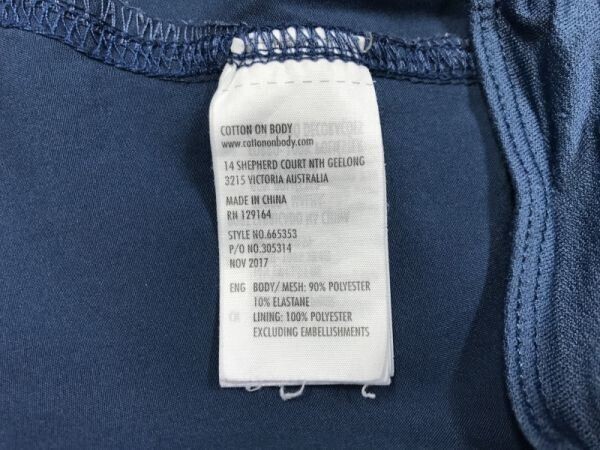 COTTON ON BODY
www.cottononbody.com
14 SHEPHERD COURT NTH GEELONG
3215 VICTORIA AUSTRALIA
MADE IN CHINA
RN 129164
STYLE NO.665353
P/O NO.305314
NOV 2017
ENG BODY/ MESH: 90% POLYESTER
10% ELASTANE
LINING: 100% POLYESTER
EXCLUDING EMBELLISHMENTS